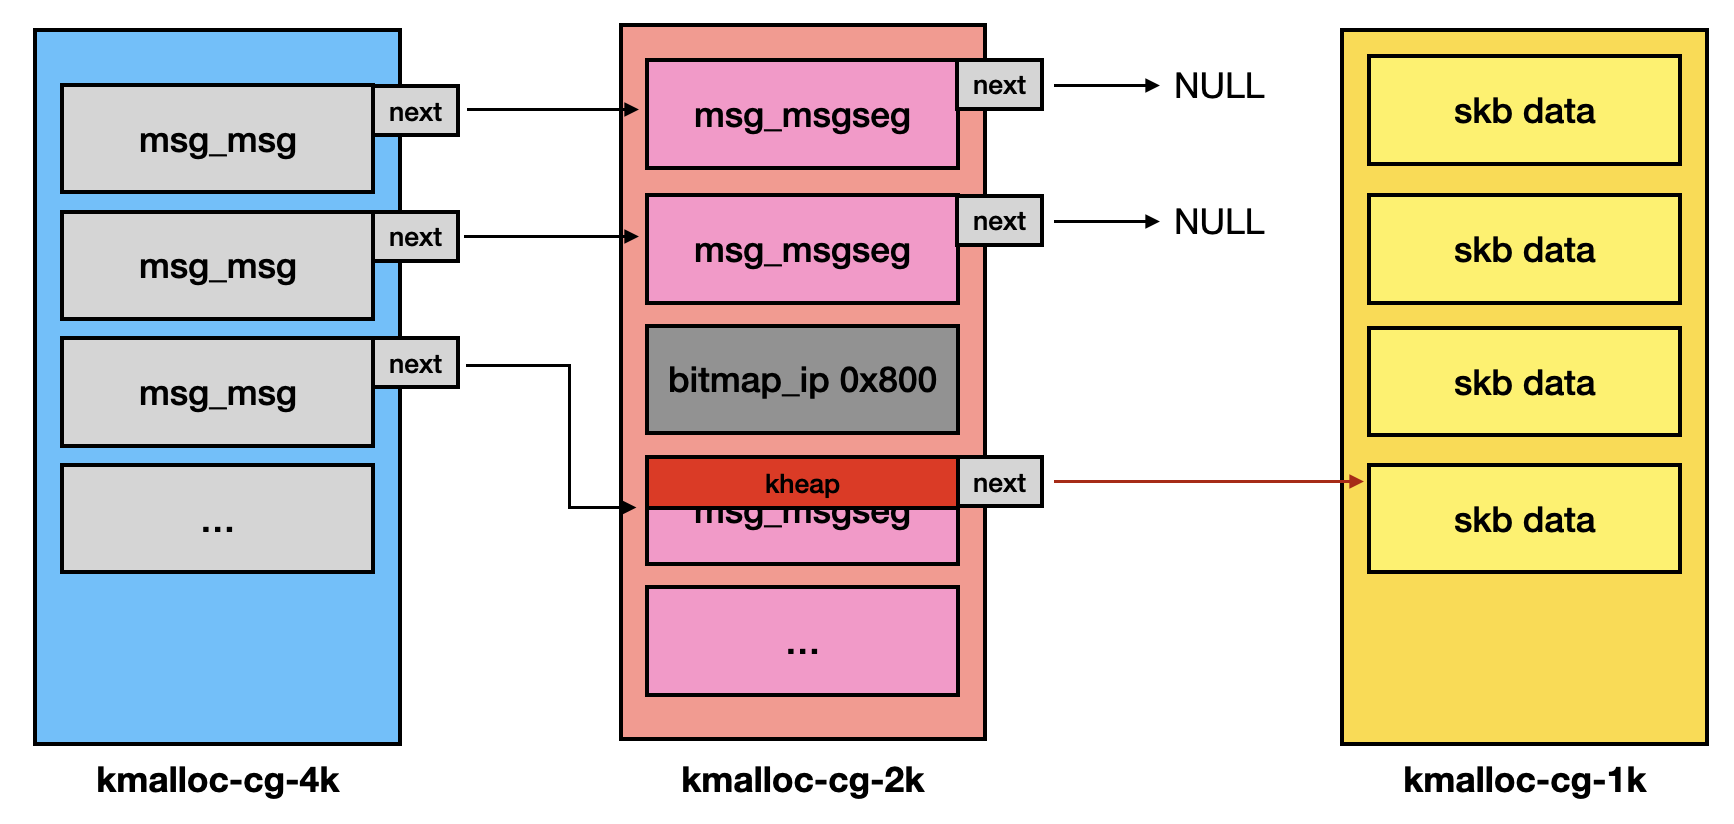 msg_msg
next
msg_msg
next
msg_msg
next
...
kmalloc-cg-4k
msg_msgseg
next
NULL
msg_msgseg
next
NULL
bitmap_ip 0x800
kheap
next
msg_msgseg
...
kmalloc-cg-2k
skb data
skb data
skb data
skb data
kmalloc-cg-1k